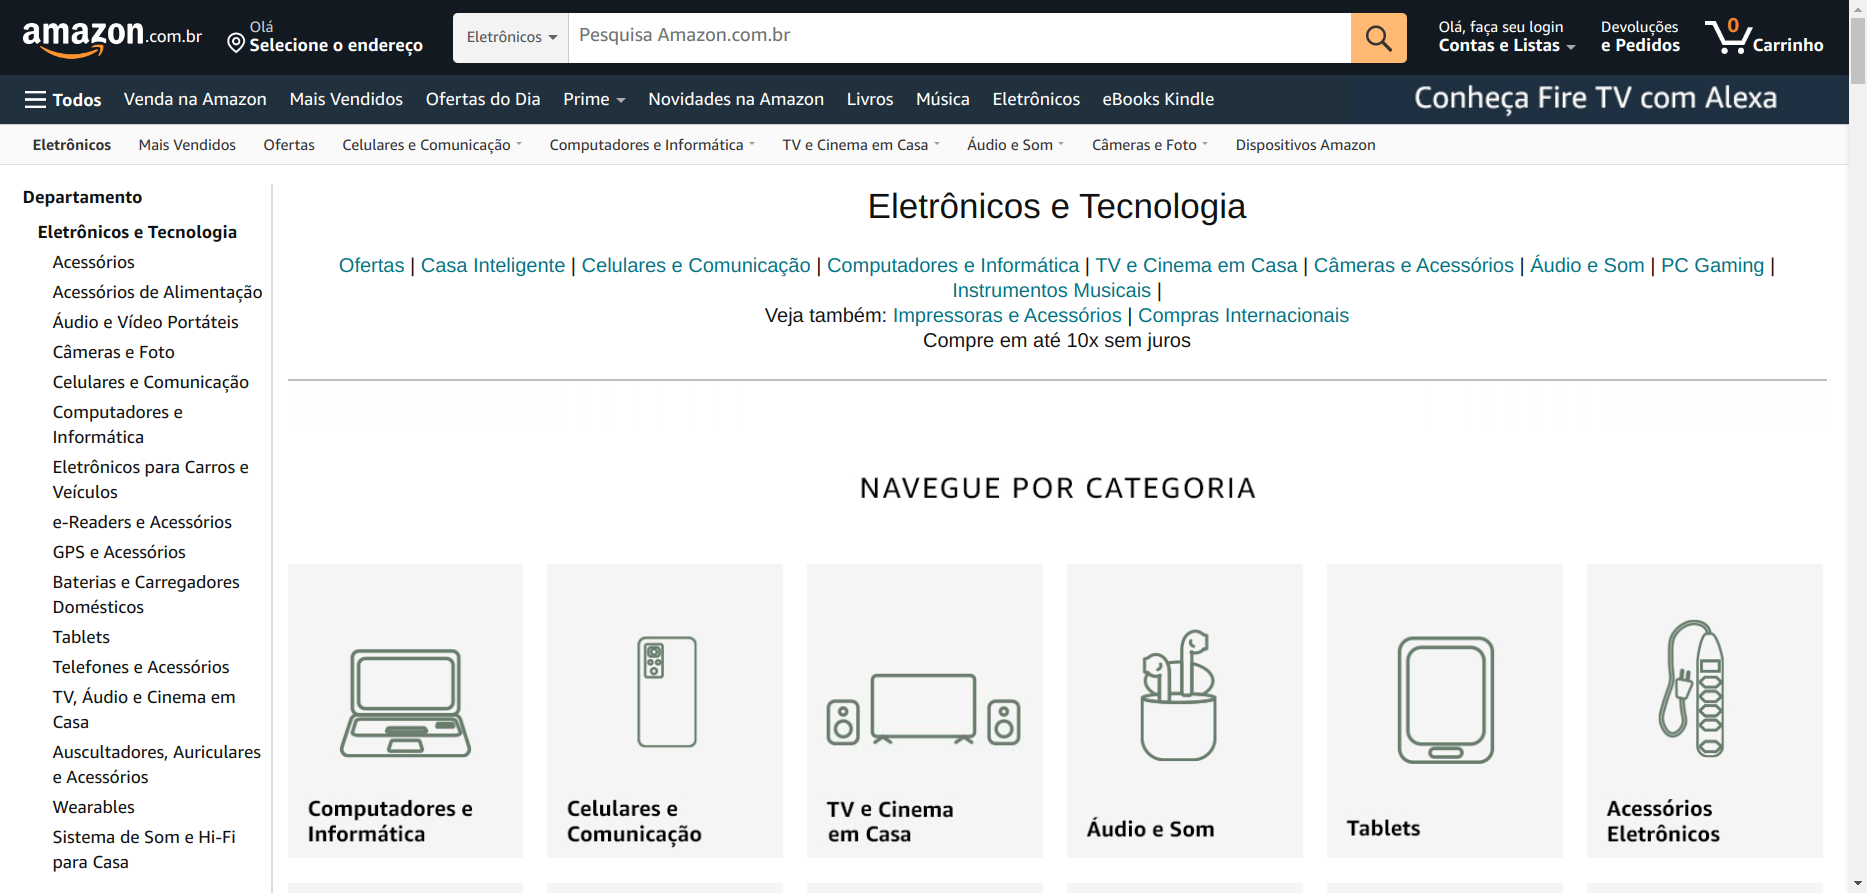 amazon.com.br
Olá
Selecione o endereço
Eletrônicos
Pesquisa Amazon.com.br
Olá, faça seu login
Contas e Listas
Devoluções
e Pedidos
0
Carrinho
Todos Venda na Amazon Mais Vendidos Ofertas do Dia Prime Novidades na Amazon Livros Música Eletrônicos eBooks Kindle
Conheça Fire TV com Alexa
Eletrônicos Mais Vendidos Ofertas Celulares e Comunicação Computadores e Informática TV e Cinema em Casa Áudio e Som Câmeras e Foto Dispositivos Amazon
Departamento
Eletrônicos e Tecnologia
Acessórios
Acessórios de Alimentação
Áudio e Vídeo Portáteis
Câmeras e Foto
Celulares e Comunicação
Computadores e
Informática
Eletrônicos para Carros e
Veículos
e-Readers e Acessórios
GPS e Acessórios
Baterias e Carregadores
Domésticos
Tablets
Telefones e Acessórios
TV, Áudio e Cinema em
Casa
Auscultadores, Auriculares
e Acessórios
Wearables
Sistema de Som e Hi-Fi
para Casa
Eletrônicos e Tecnologia
Ofertas | Casa Inteligente | Celulares e Comunicação | Computadores e Informática | TV e Cinema em Casa | Câmeras e Acessórios | Áudio e Som | PC Gaming |
Instrumentos Musicais |
Veja também: Impressoras e Acessórios | Compras Internacionais
Compre em até 10x sem juros
NAVEGUE POR CATEGORIA
Computadores e
Informática
Celulares e
Comunicação
TV e Cinema
em Casa
Áudio e Som
Tablets
Acessórios
Eletrônicos